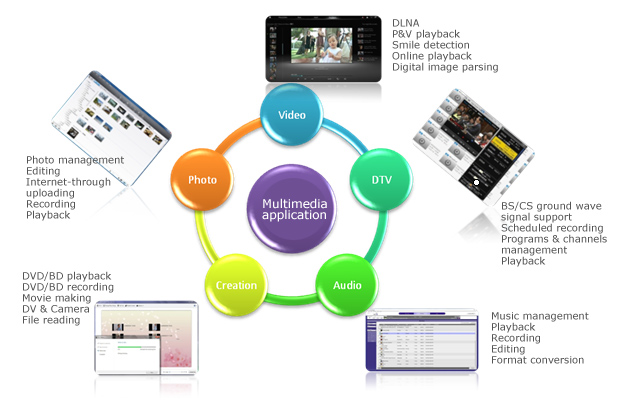 DLNA
P&V playback
Smile detection
Online playback
Digital image parsing
Video
Photo management
Editing
Internet-through
uploading
Recording
Playback
Photo
DTV
Multimedia
application
BS/CS ground wave
signal support
Scheduled recording
Programs & channels
management
Playback
Creation
Audio
DVD/BD playback
DVD/BD recording
Movie making
DV & Camera
File reading
Music management
Playback
Recording
Editing
Format conversion